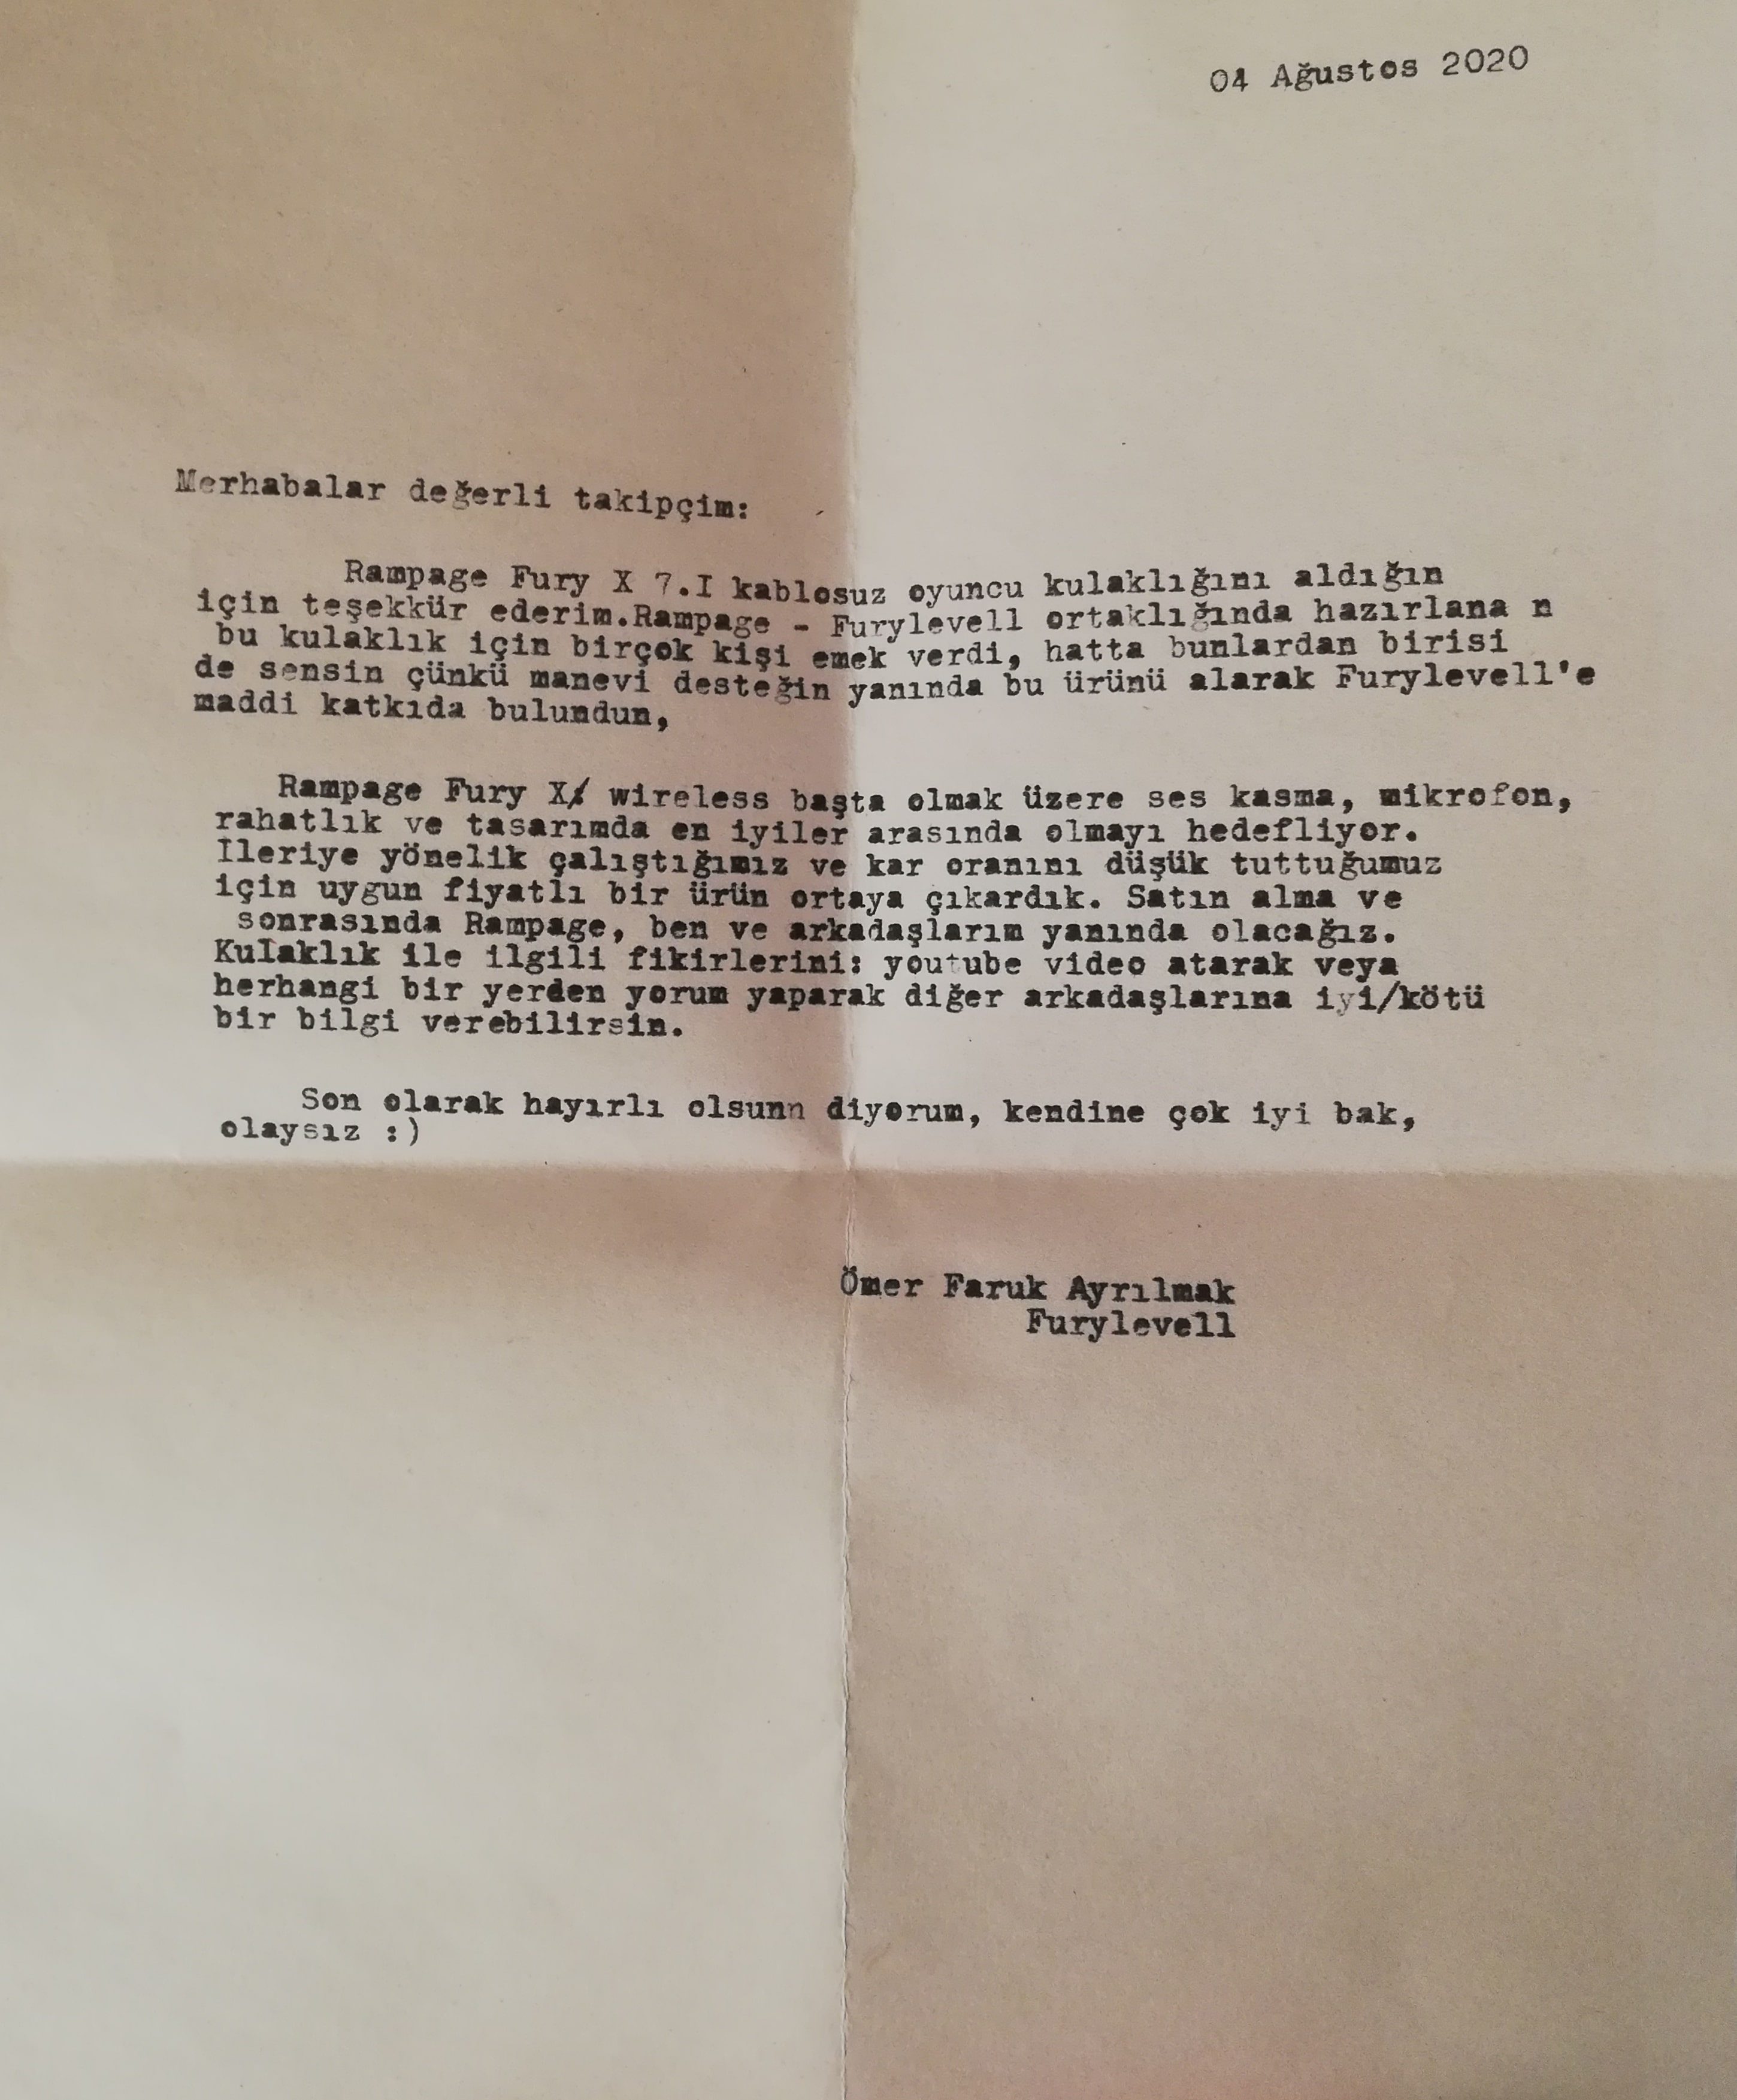 04 Ağustos 2020
Merhabalar değerli takipçim:
Rampage Fury X 7.I kablosuz oyuncu kulaklığını aldığın
için teşekkür ederim.Rampage - Furylevell ortaklığında hazırlana n
bu kulaklık için birçok kişi emek verdi, hatta bunlardan birisi
de sensin çünkü manevi desteğin yanında bu ürünü alarak Furylevell'e
maddi katkıda bulundun,
Rampage Fury X/ wireless başta olmak üzere ses kasma, mikrofon,
rahatlık ve tasarımda en iyiler arasında olmayı hedefliyor.
İleriye yönelik çalıştığımız ve kar oranını düşük tuttuğumuz
için uygun fiyatlı bir ürün ortaya çıkardık. Satın alma ve
sonrasında Rampage, ben ve arkadaşlarım yanında olacağız.
Kulaklık ile ilgili fikirlerini: youtube video atarak veya
herhangi bir yerden yorum yaparak diğer arkadaşlarına iyi/kötü
bir bilgi verebilirsin.
Son olarak hayırlı olsunn diyorum, kendine çok iyi bak,
olaysız :)
Ömer Faruk Ayrılmak
Furylevell